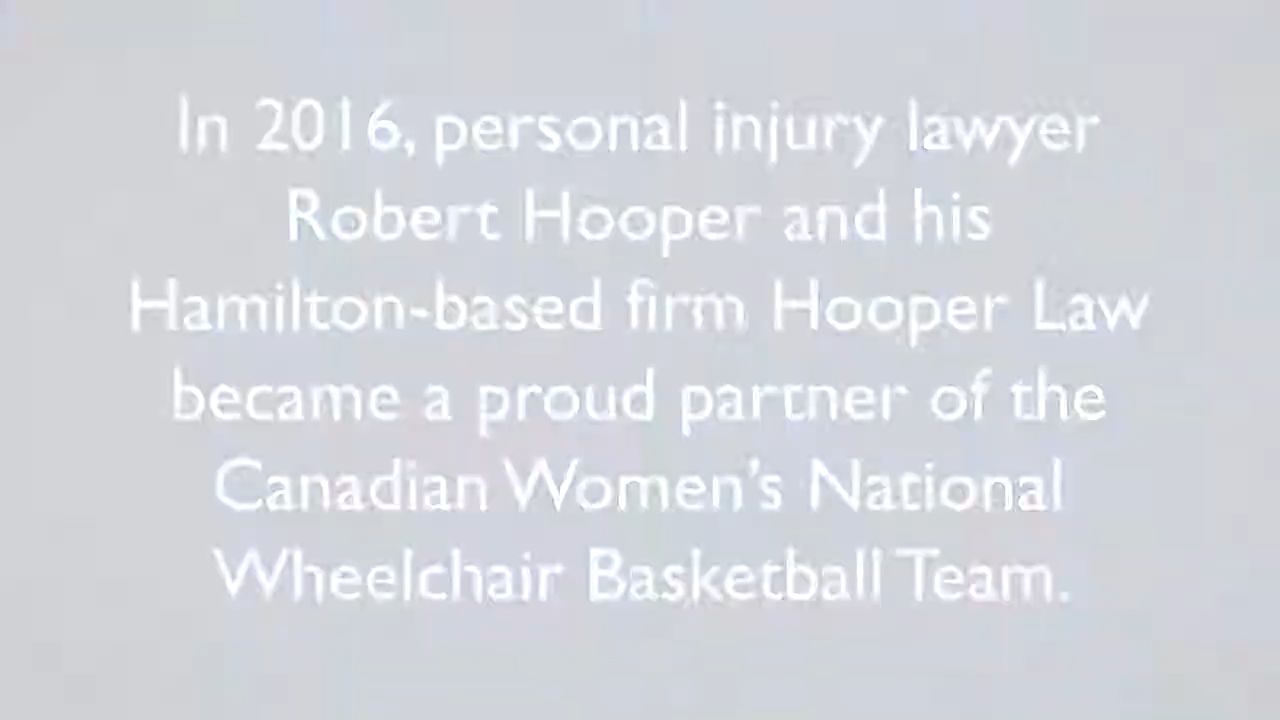 In 2016, personal injury lawyer
Robert Hooper and his
Hamilton-based firm Hooper Law
became a proud partner of the
Canadian Women’s National
Wheelchair Basketball Team.